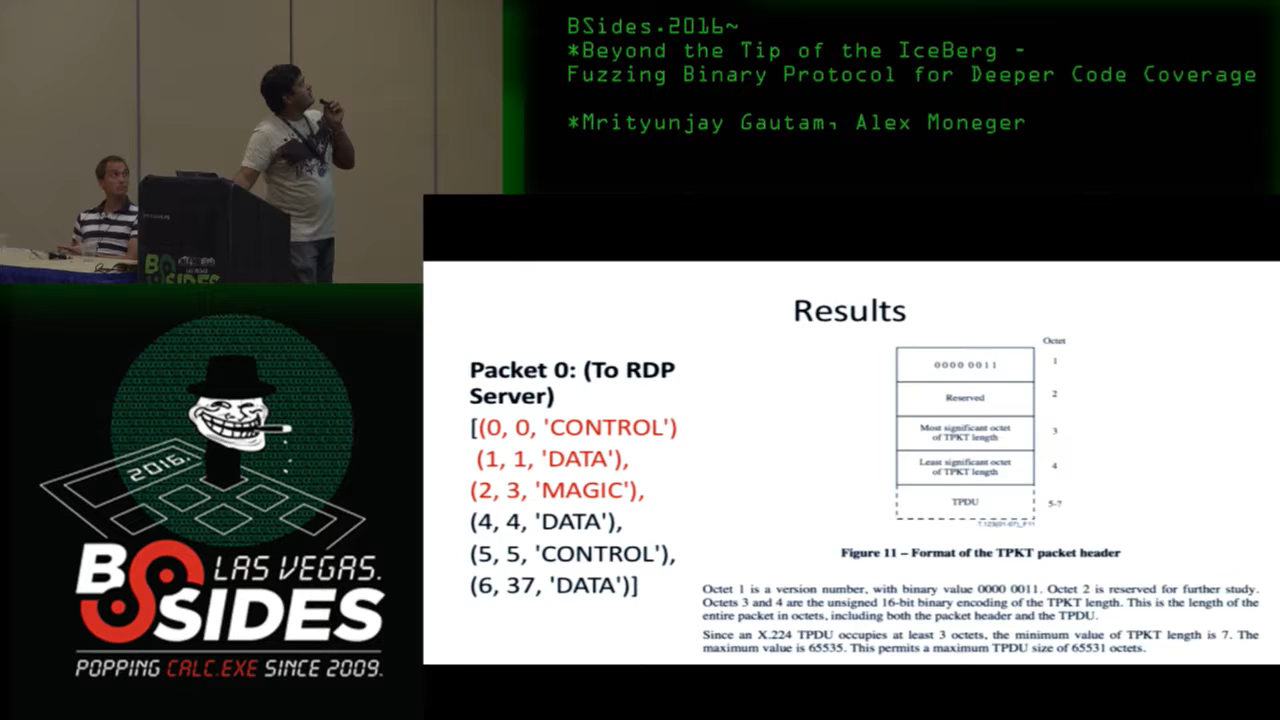 BSides.2016~
*Beyond the Tip of the IceBerg -
Fuzzing Binary Protocol for Deeper Code Coverage
*Mrityunjay Gautam, Alex Moneger
BSIDES
Results
Packet 0: (To RDP
Server)
[(0, 0, 'CONTROL')
(1, 1, 'DATA'),
(2, 3, 'MAGIC'),
(4, 4, 'DATA'),
(5, 5, 'CONTROL'),
(6, 37, 'DATA')]
Octet
0000 0011
1
Reserved
2
Most significant octet
of TPKT length
3
Least significant octet
of TPKT length
4
TPDU
5-?
Figure 11 – Format of the TPKT packet header
Octet 1 is a version number, with binary value 0000 0011. Octet 2 is reserved for further study.
Octets 3 and 4 are the unsigned 16-bit binary encoding of the TPKT length. This is the length of the
entire packet in octets, including both the packet header and the TPDU.
Since an X.224 TPDU occupies at least 3 octets, the minimum value of TPKT length is 7. The
maximum value is 65535. This permits a maximum TPDU size of 65531 octets.
2016.
BSIDES
LAS VEGAS.
POPPING CALC.EXE SINCE 2009.